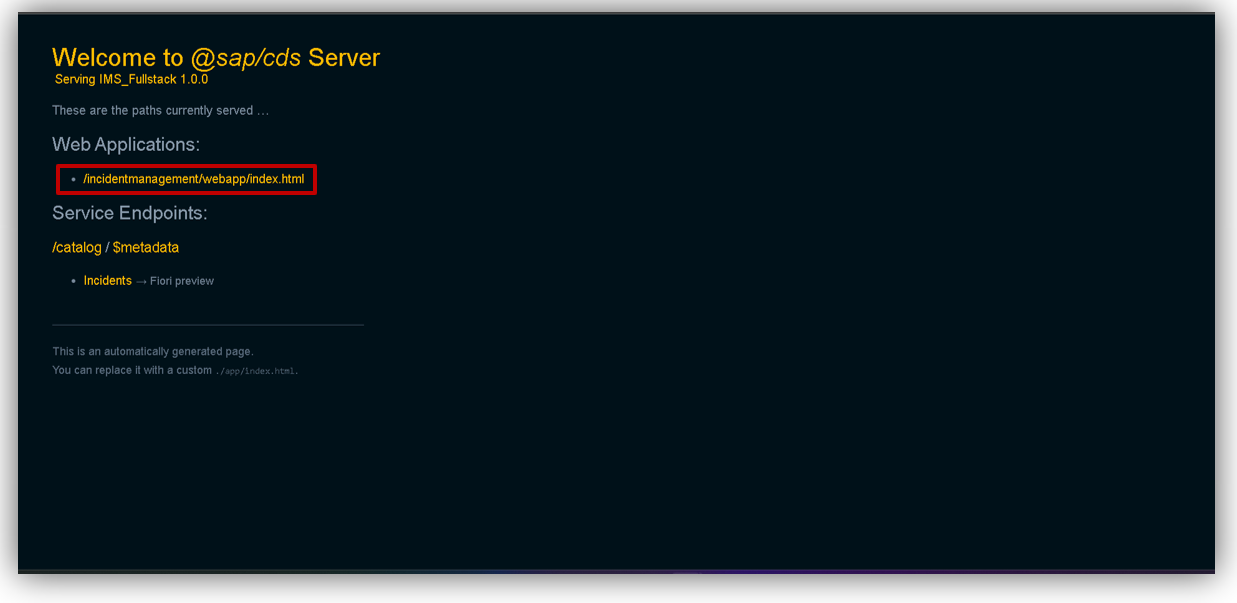 Welcome to @sap/cds Server
Serving IMS_Fullstack 1.0.0
These are the paths currently served …
Web Applications:
• /incidentmanagement/webapp/index.html
Service Endpoints:
/catalog / $metadata
• Incidents → Fiori preview
This is an automatically generated page.
You can replace it with a custom ./app/index.html.